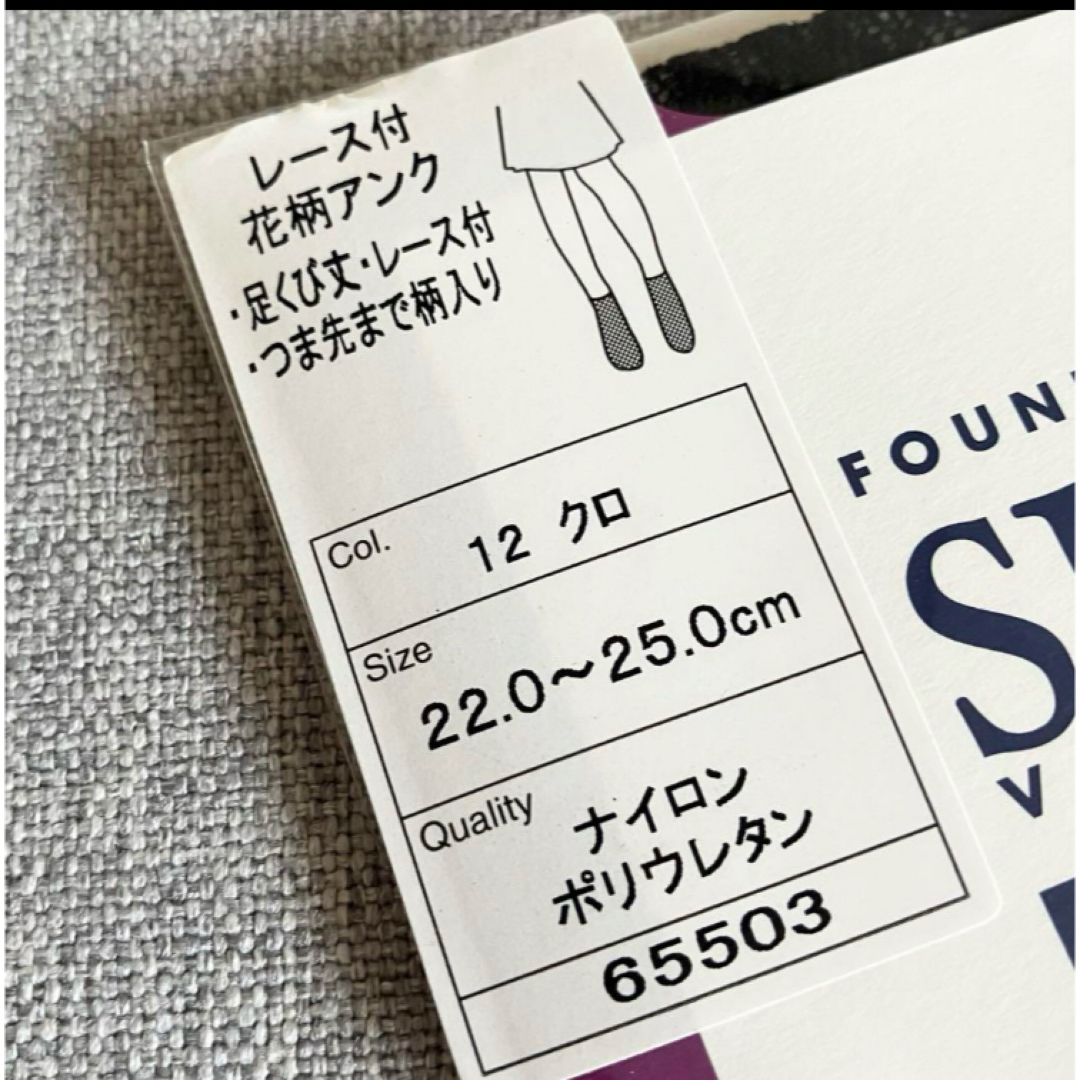 レース付
花柄アンク
・足くび丈・レース付
・つま先まで柄入り
Col. 12 クロ
Size
22.0～25.0cm
Quality ナイロン
ポリウレタン
65503
FOUN
S
V